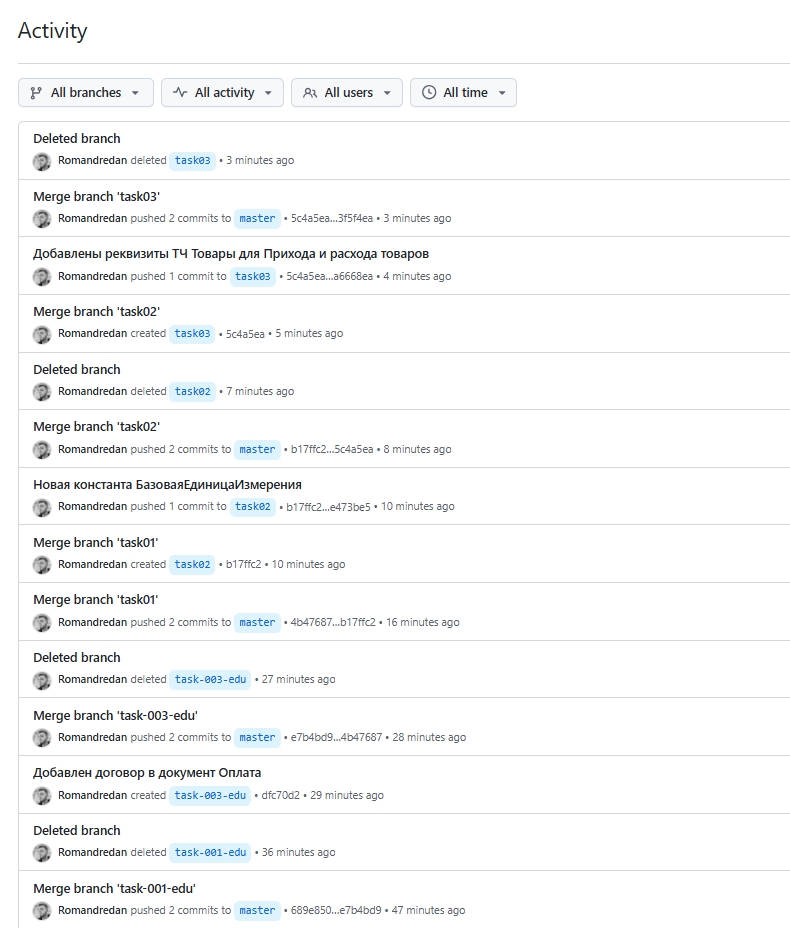 Activity
All branches All activity All users All time
Deleted branch
Romandredan deleted task03 • 3 minutes ago
Merge branch 'task03'
Romandredan pushed 2 commits to master • 5c4a5ea...3f5f4ea • 3 minutes ago
Добавлены реквизиты ТЧ Товары для Прихода и расхода товаров
Romandredan pushed 1 commit to task03 • 5c4a5ea...a6668ea • 4 minutes ago
Merge branch 'task02'
Romandredan created task03 • 5c4a5ea • 5 minutes ago
Deleted branch
Romandredan deleted task02 • 7 minutes ago
Merge branch 'task02'
Romandredan pushed 2 commits to master • b17ffc2...5c4a5ea • 8 minutes ago
Новая константа БазоваяЕдиницаИзмерения
Romandredan pushed 1 commit to task02 • b17ffc2...e473be5 • 10 minutes ago
Merge branch 'task01'
Romandredan created task02 • b17ffc2 • 10 minutes ago
Merge branch 'task01'
Romandredan pushed 2 commits to master • 4b47687...b17ffc2 • 16 minutes ago
Deleted branch
Romandredan deleted task-003-edu • 27 minutes ago
Merge branch 'task-003-edu'
Romandredan pushed 2 commits to master • e7b4bd9...4b47687 • 28 minutes ago
Добавлен договор в документ Оплата
Romandredan created task-003-edu • dfc70d2 • 29 minutes ago
Deleted branch
Romandredan deleted task-001-edu • 36 minutes ago
Merge branch 'task-001-edu'
Romandredan pushed 2 commits to master • 689e850...e7b4bd9 • 47 minutes ago